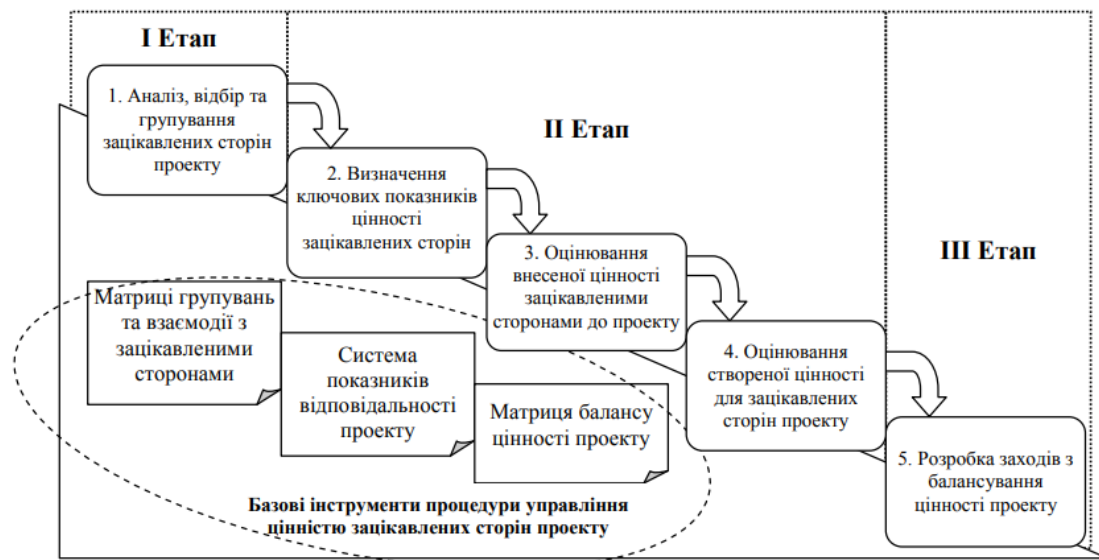 І Етап
1. Аналіз, відбір та
групування
зацікавлених сторін
проекту
ІІ Етап
2. Визначення
ключових показників
цінності
зацікавлених сторін
3. Оцінювання
внесеної цінності
зацікавленими
сторонами до проекту
ІІІ Етап
4. Оцінювання
створеної цінності
для зацікавлених
сторін проекту
5. Розробка заходів з
балансування
цінності проекту
Матриці групувань
та взаємодії з
зацікавленими
сторонами
Система
показників
відповідальності
проекту
Матриця балансу
цінності проекту
Базові інструменти процедури управління
цінністю зацікавлених сторін проекту